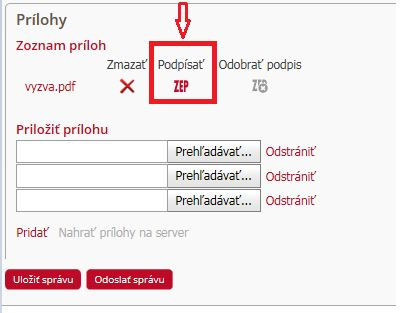 Prílohy
Zoznam príloh
Zmazať Podpísať Odobrať podpis
vyzva.pdf ZEP
Priložiť prílohu
Prehľadávať... Odstrániť
Prehľadávať... Odstrániť
Prehľadávať... Odstrániť
Pridať Nahrať prílohy na server
Uložiť správu Odoslať správu